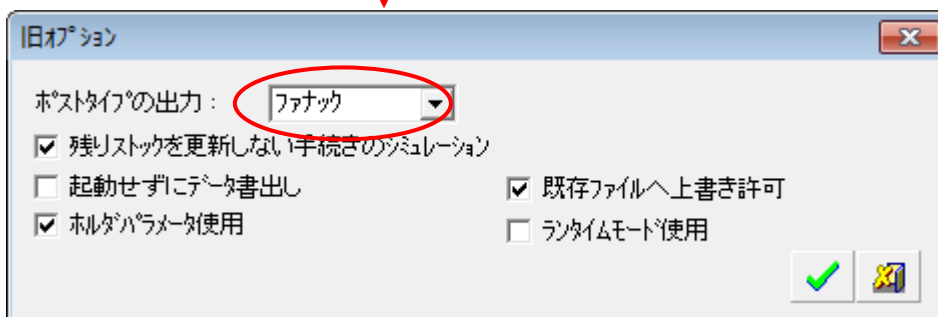 旧ｵﾌﾟｼｮﾝ
ﾎﾟｽﾄﾀｲﾌﾟの出力：　ﾌｧﾅｯｸ
残りｽﾄｯｸを更新しない手続きのｼﾐｭﾚｰｼｮﾝ
起動せずにﾃﾞｰﾀ書出し　既存ﾌｧｲﾙへ上書き許可
ﾎﾙﾀﾞﾊﾟﾗﾒｰﾀ使用　ﾗﾝﾀｲﾑﾓｰﾄﾞ使用